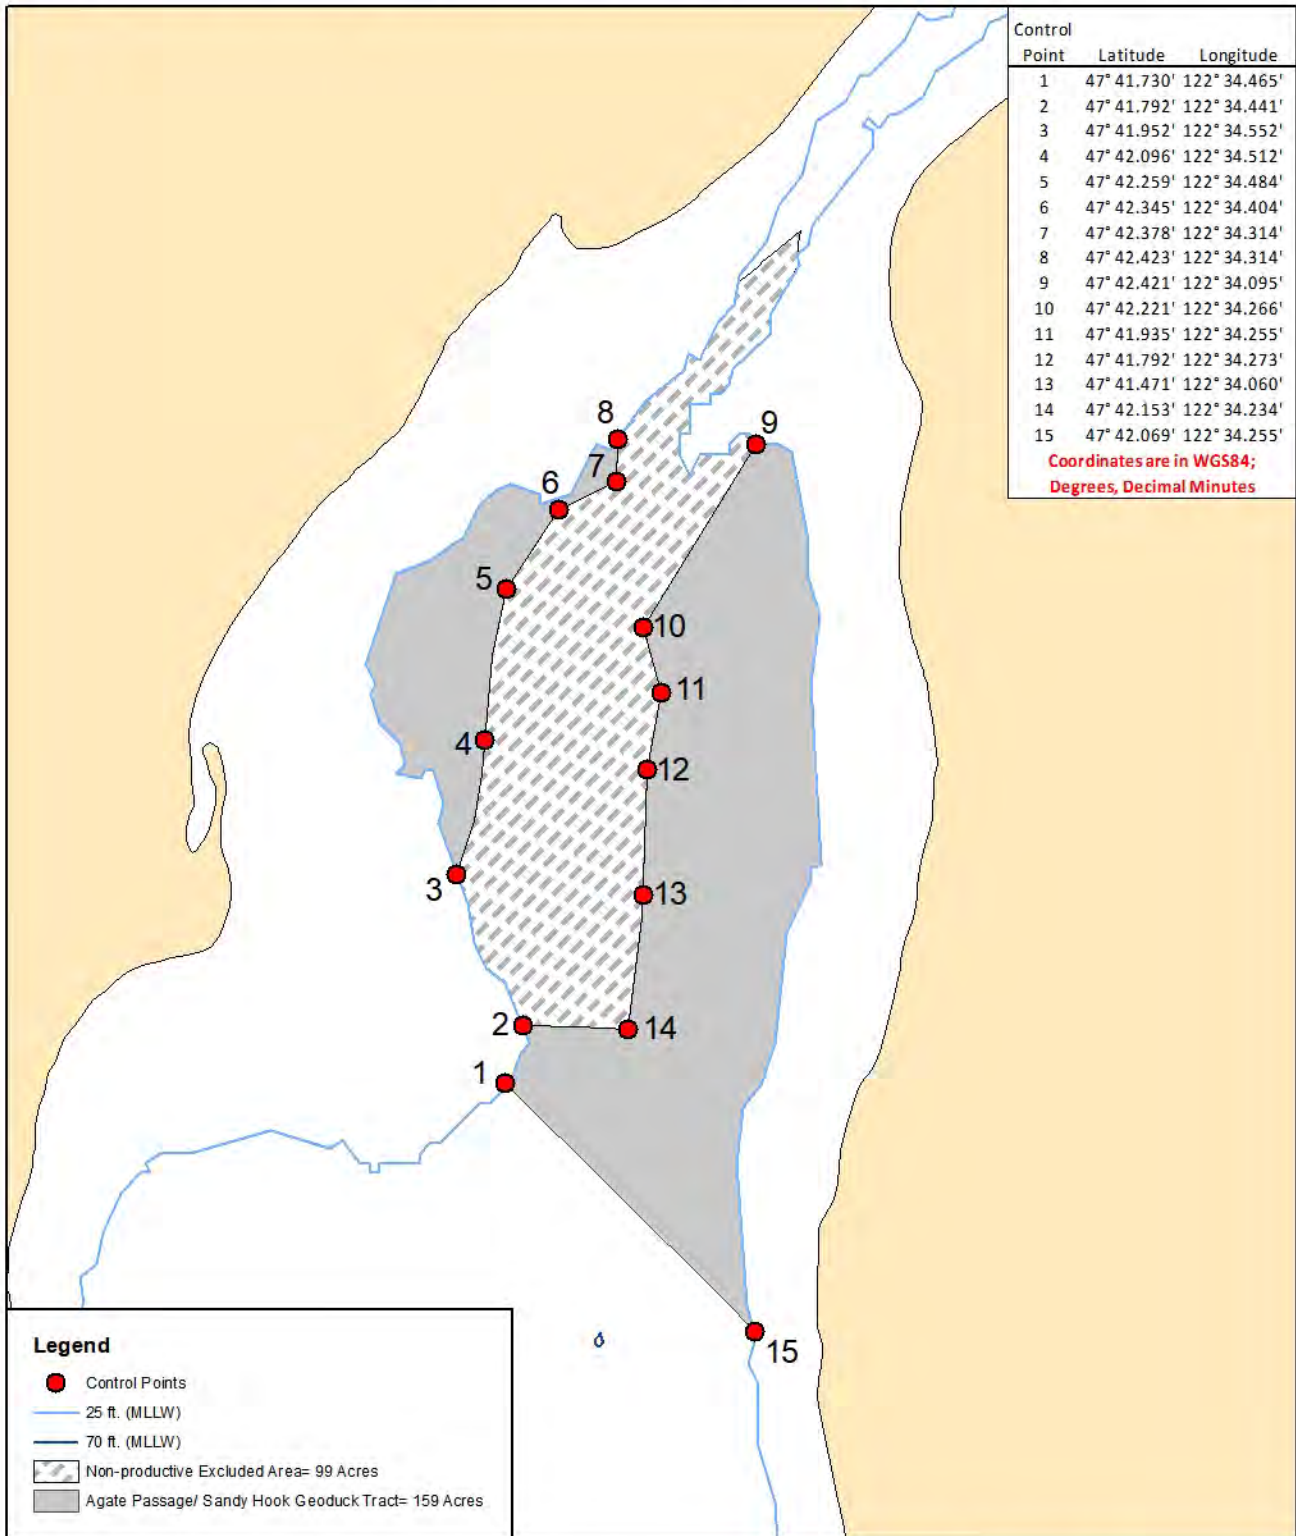 Control
Point Latitude Longitude
1 47° 41.730' 122° 34.465'
2 47° 41.792' 122° 34.441'
3 47° 41.952' 122° 34.552'
4 47° 42.096' 122° 34.512'
5 47° 42.259' 122° 34.484'
6 47° 42.345' 122° 34.404'
7 47° 42.378' 122° 34.314'
8 47° 42.423' 122° 34.314'
9 47° 42.421' 122° 34.095'
10 47° 42.221' 122° 34.266'
11 47° 41.935' 122° 34.255'
12 47° 41.792' 122° 34.273'
13 47° 41.471' 122° 34.060'
14 47° 42.153' 122° 34.234'
15 47° 42.069' 122° 34.255'
Coordinates are in WGS84;
Degrees, Decimal Minutes
8
9
7
6
5
10
11
4
12
3
13
2
14
1
15
Legend
Control Points
25 ft. (MLLW)
70 ft. (MLLW)
Non-productive Excluded Area= 99 Acres
Agate Passage/ Sandy Hook Geoduck Tract= 159 Acres